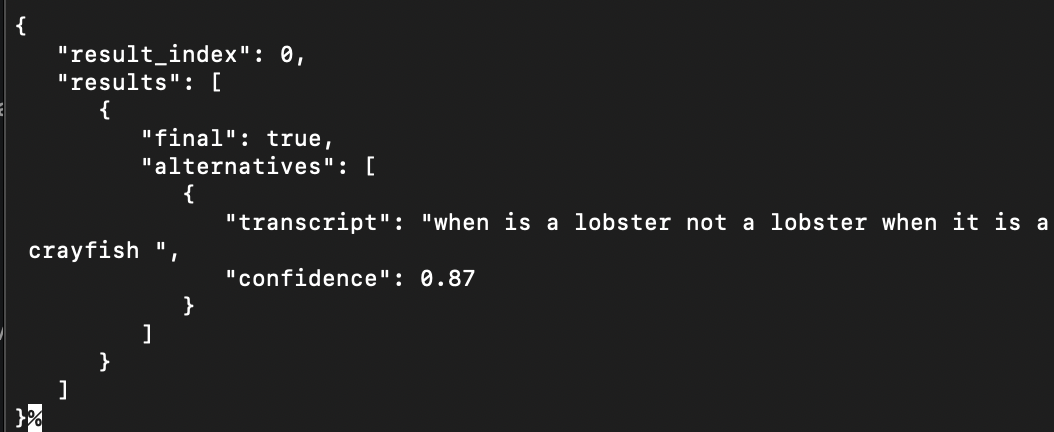 {
"result_index": 0,
"results": [
{
"final": true,
"alternatives": [
{
"transcript": "when is a lobster not a lobster when it is a
crayfish ",
"confidence": 0.87
}
]
}
]
}%